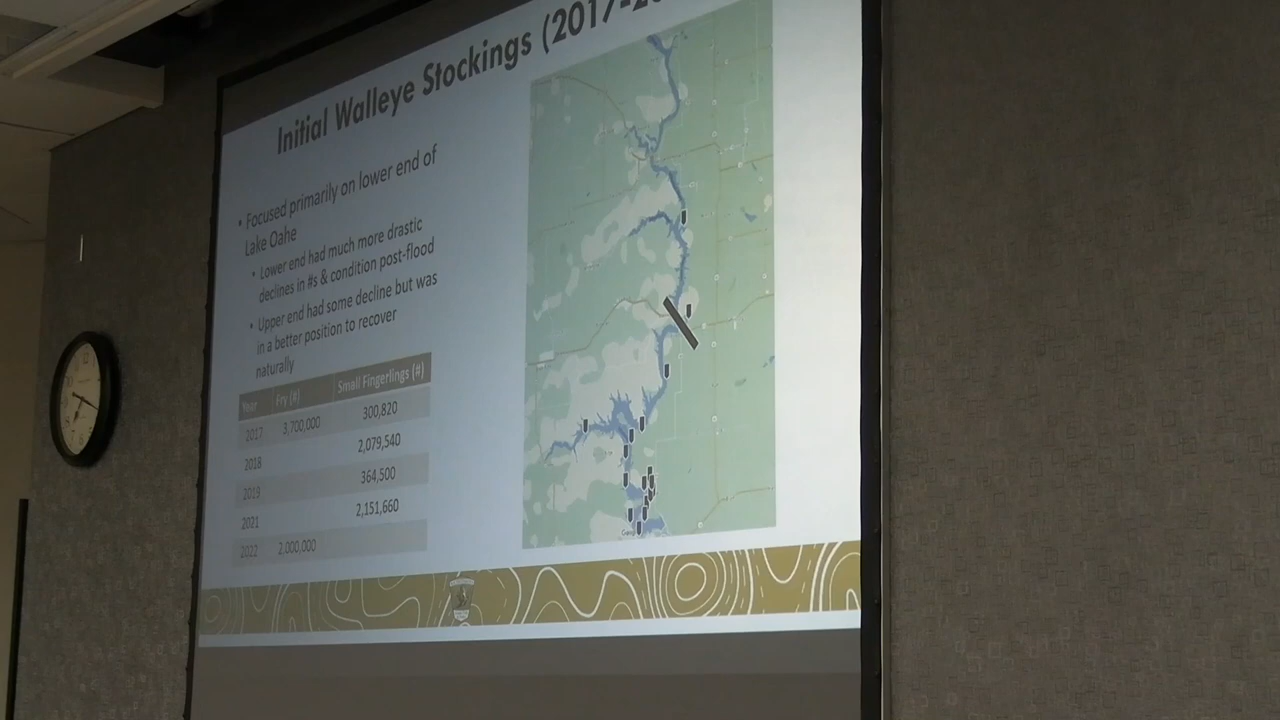 Initial Walleye Stockings (2017-20
• Focused primarily on lower end of
Lake Oahe
• Lower end had much more drastic
declines in #s & condition post-flood
• Upper end had some decline but was
in a better position to recover
naturally
Year Fry (#) Small Fingerlings (#)
2017 3,700,000 300,820
2018 2,079,540
2019 364,500
2021 2,151,660
2022 2,000,000